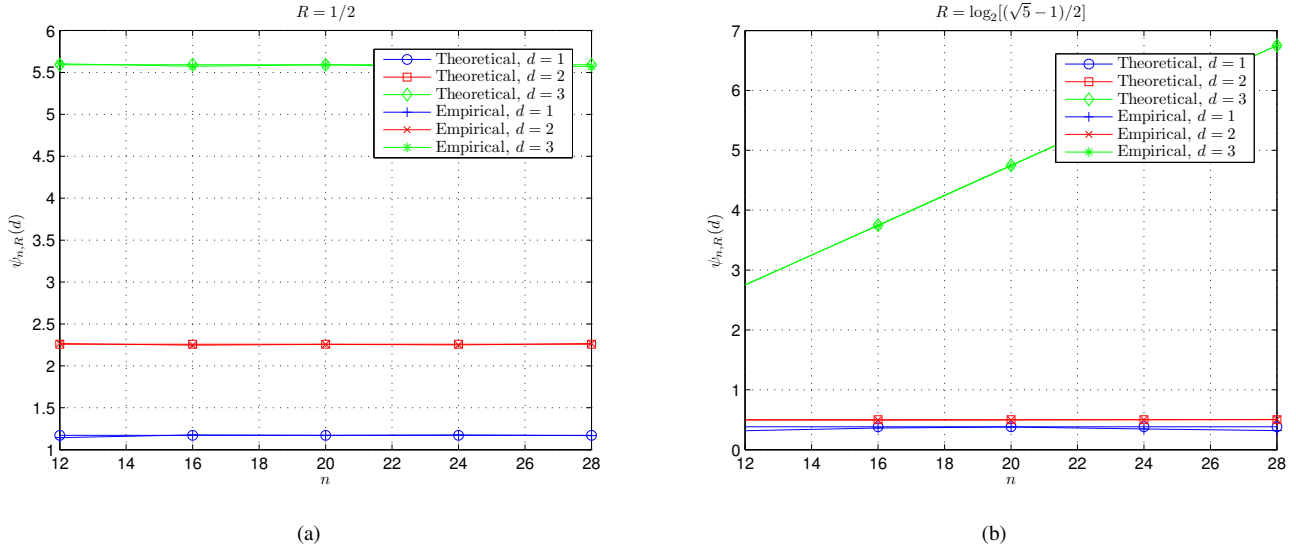 R = 1/2
6
5.5
5
4.5
4
3.5
3
2.5
2
1.5
1
12 14 16 18 20 22 24 26 28
n
ψn,R(d)
Theoretical, d = 1
Theoretical, d = 2
Theoretical, d = 3
Empirical, d = 1
Empirical, d = 2
Empirical, d = 3
(a)
R = log2[(√5 − 1)/2]
7
6
5
4
3
2
1
0
12 14 16 18 20 22 24 26 28
n
ψn,R(d)
Theoretical, d = 1
Theoretical, d = 2
Theoretical, d = 3
Empirical, d = 1
Empirical, d = 2
Empirical, d = 3
(b)